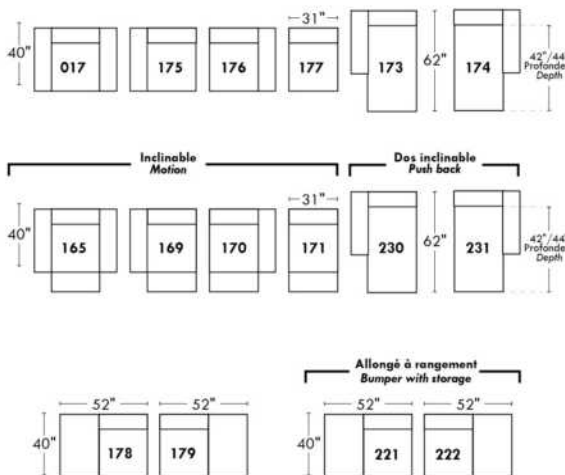 31"
40" 017 175 176 177 173 62" 174 42"/44"
Profondeur
Depth
Inclinable
Motion
Dos inclinable
Push back
31"
40" 165 169 170 171 230 62" 231 42"/44
Profonde
Depth
Allongé à rangement
Bumper with storage
52" 52" 52" 52"
40" 178 179 40" 221 222